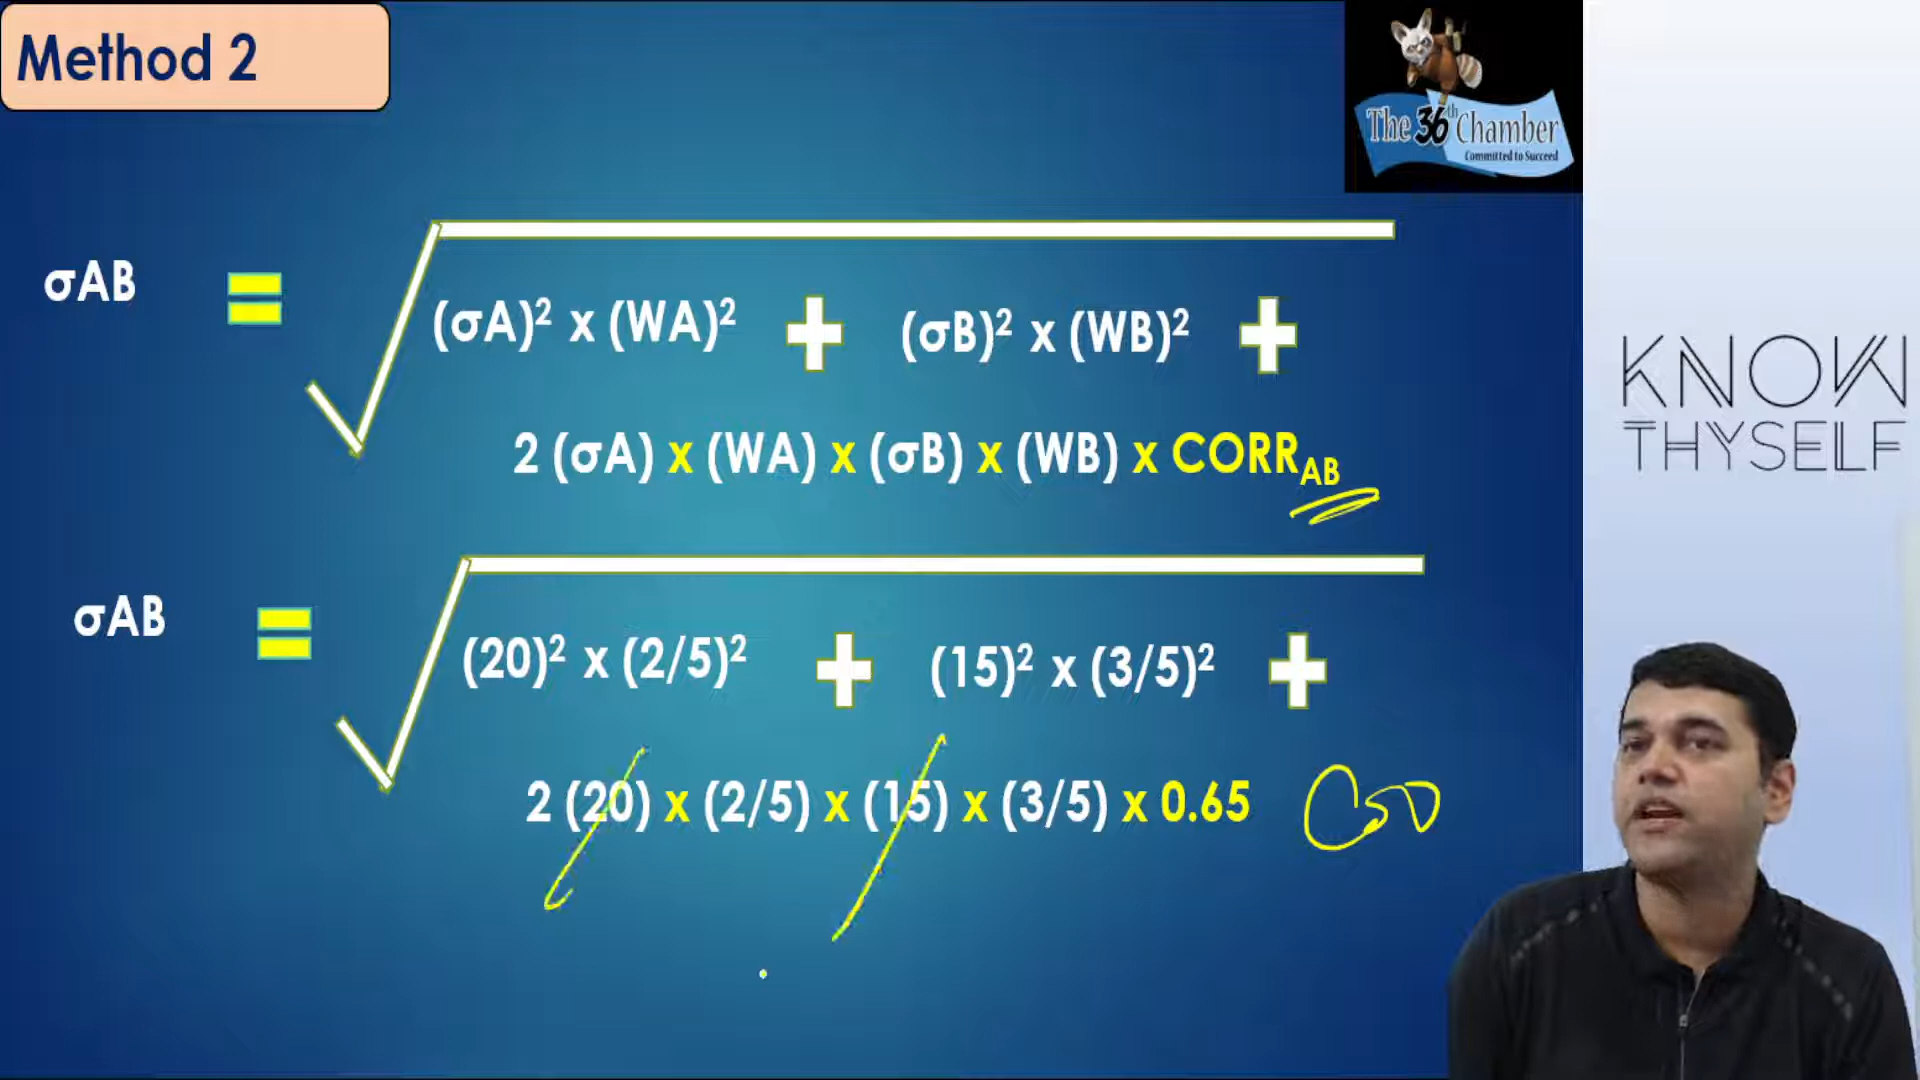 Method 2
The 36th Chamber
Committed to Succeed
σAB = √ (σA)² x (WA)² + (σB)² x (WB)² +
2 (σA) x (WA) x (σB) x (WB) x CORRAB
KNOW
THYSELF
σAB = √ (20)² x (2/5)² + (15)² x (3/5)² +
2 (20) x (2/5) x (15) x (3/5) x 0.65